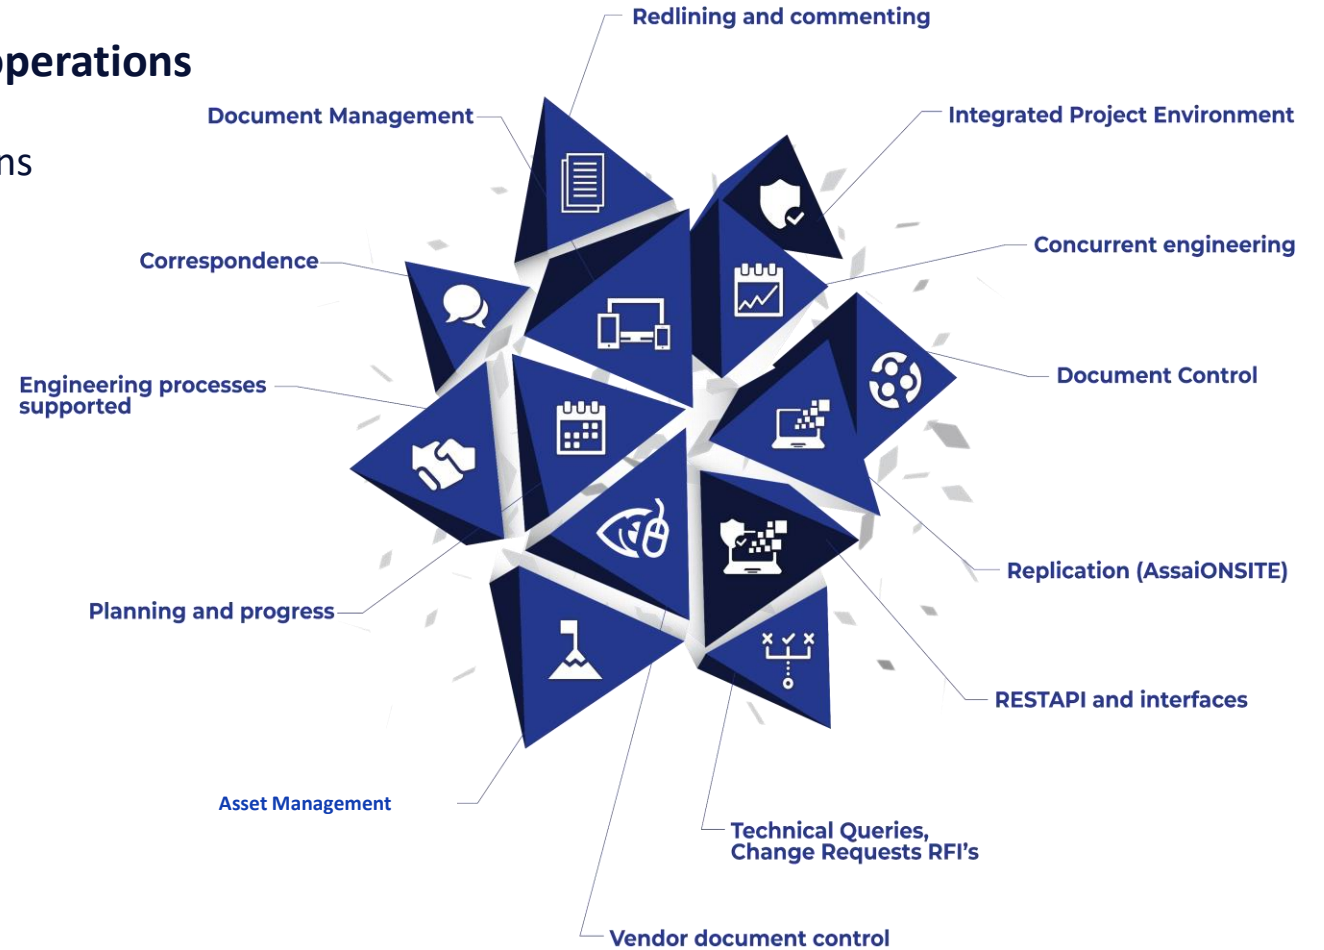 Redlining and commenting
operations
Document Management
Integrated Project Environment
ns
Concurrent engineering
Correspondence
Document Control
Engineering processes
supported
Replication (AssaiONSITE)
Planning and progress
RESTAPI and interfaces
Asset Management
Technical Queries,
Change Requests RFI's
Vendor document control